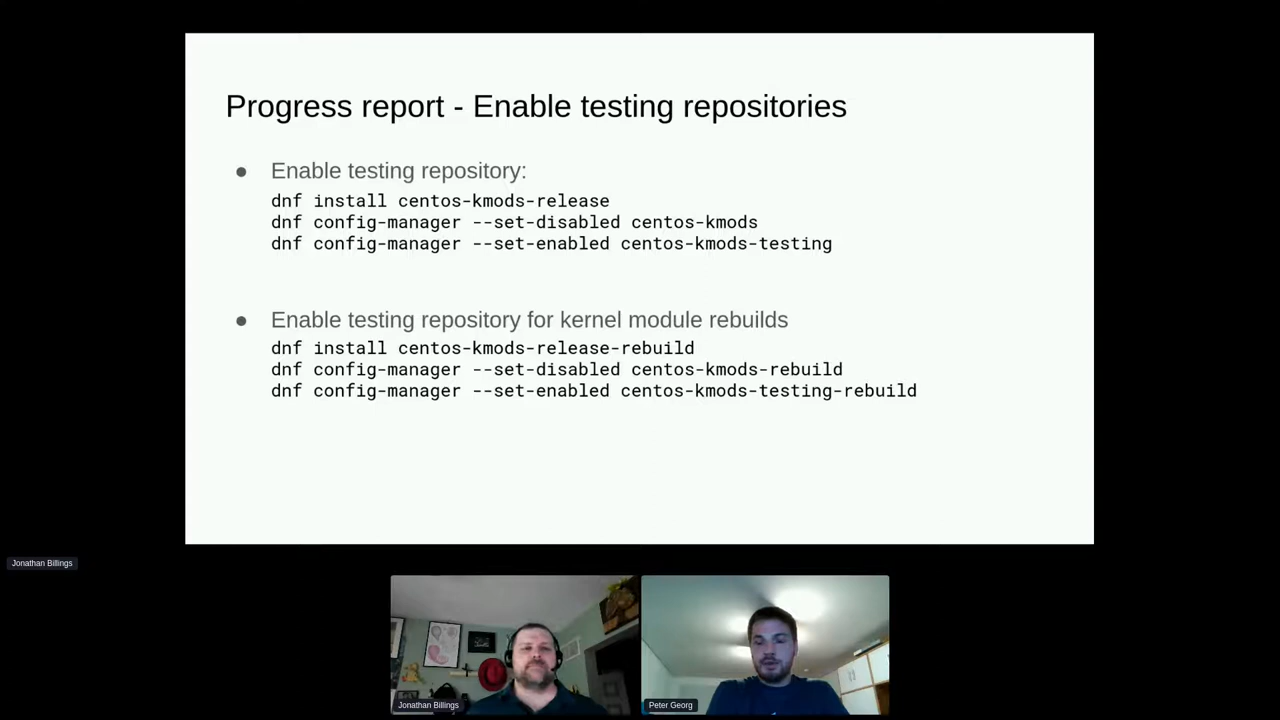 Progress report - Enable testing repositories
● Enable testing repository:
dnf install centos-kmods-release
dnf config-manager --set-disabled centos-kmods
dnf config-manager --set-enabled centos-kmods-testing
● Enable testing repository for kernel module rebuilds
dnf install centos-kmods-release-rebuild
dnf config-manager --set-disabled centos-kmods-rebuild
dnf config-manager --set-enabled centos-kmods-testing-rebuild
Jonathan Billings
Jonathan Billings
Peter Georg